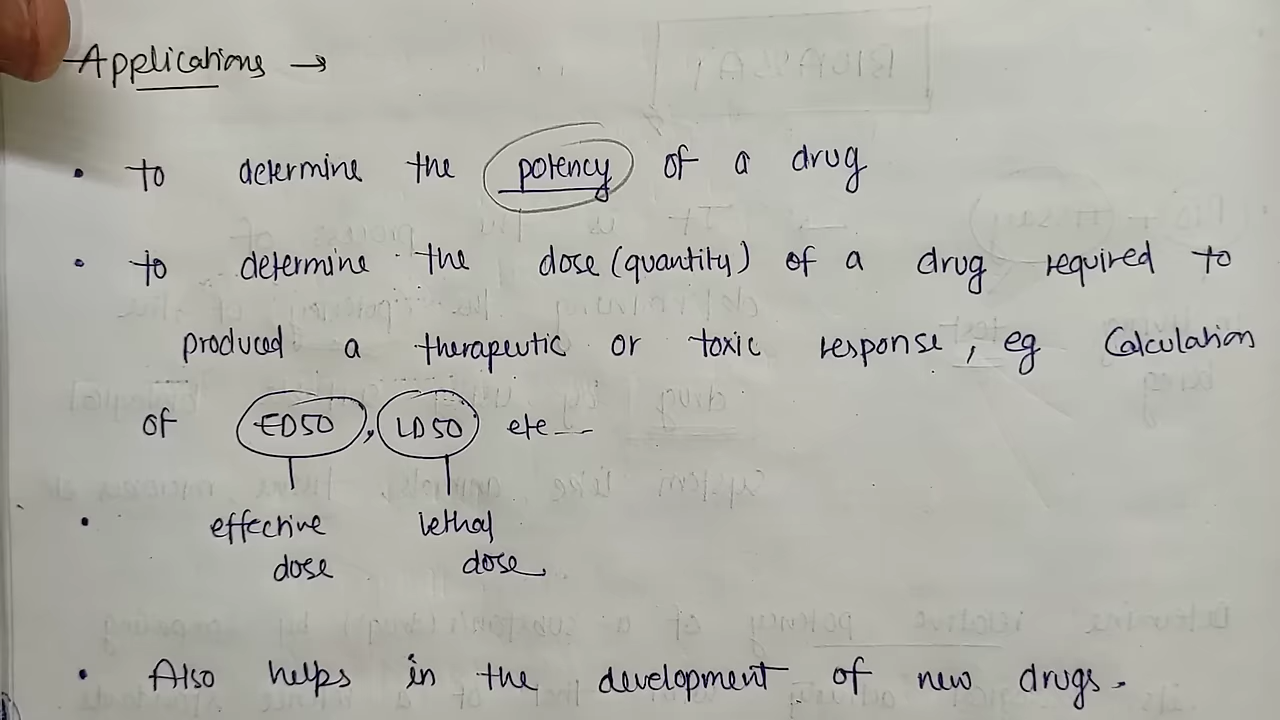 Applications →
• to determine the potency of a drug
• to determine the dose (quantity) of a drug required to
produced a therapeutic or toxic response, eg Calculation
of ED50, LD50 etc---
• effective lethal
dose dose
• Also helps in the development of new drugs.